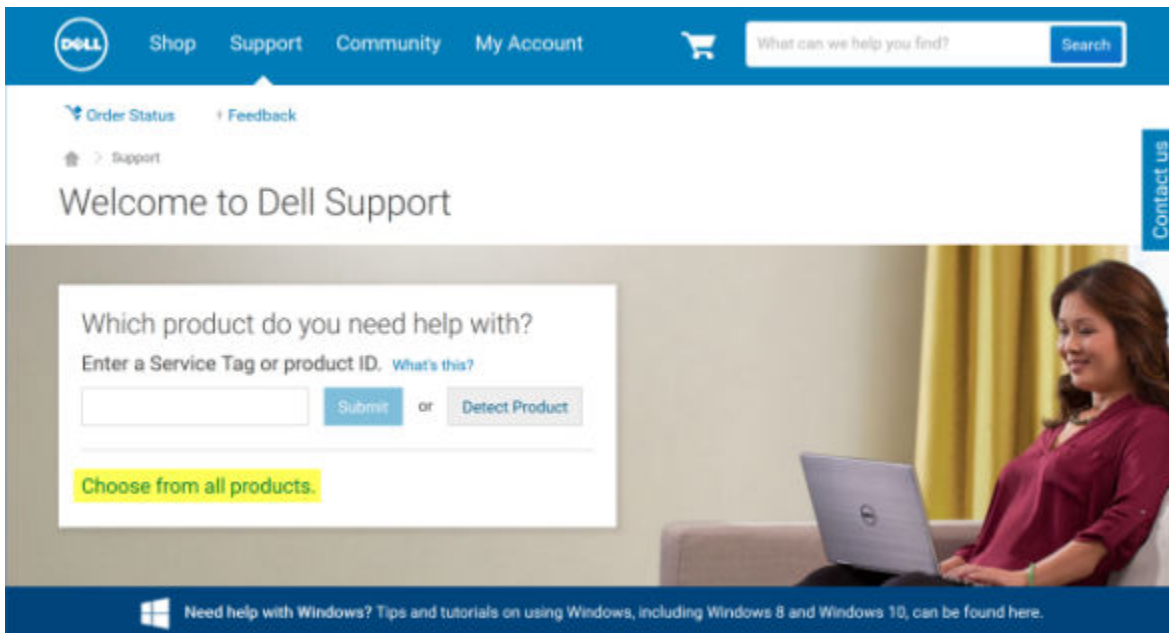 DELL
Shop Support Community My Account
What can we help you find? Search
Order Status Feedback
Support
Contact us
Welcome to Dell Support
Which product do you need help with?
Enter a Service Tag or product ID. What's this?
Submit or Detect Product
Choose from all products.
DELL
Need help with Windows? Tips and tutorials on using Windows, including Windows 8 and Windows 10, can be found here.